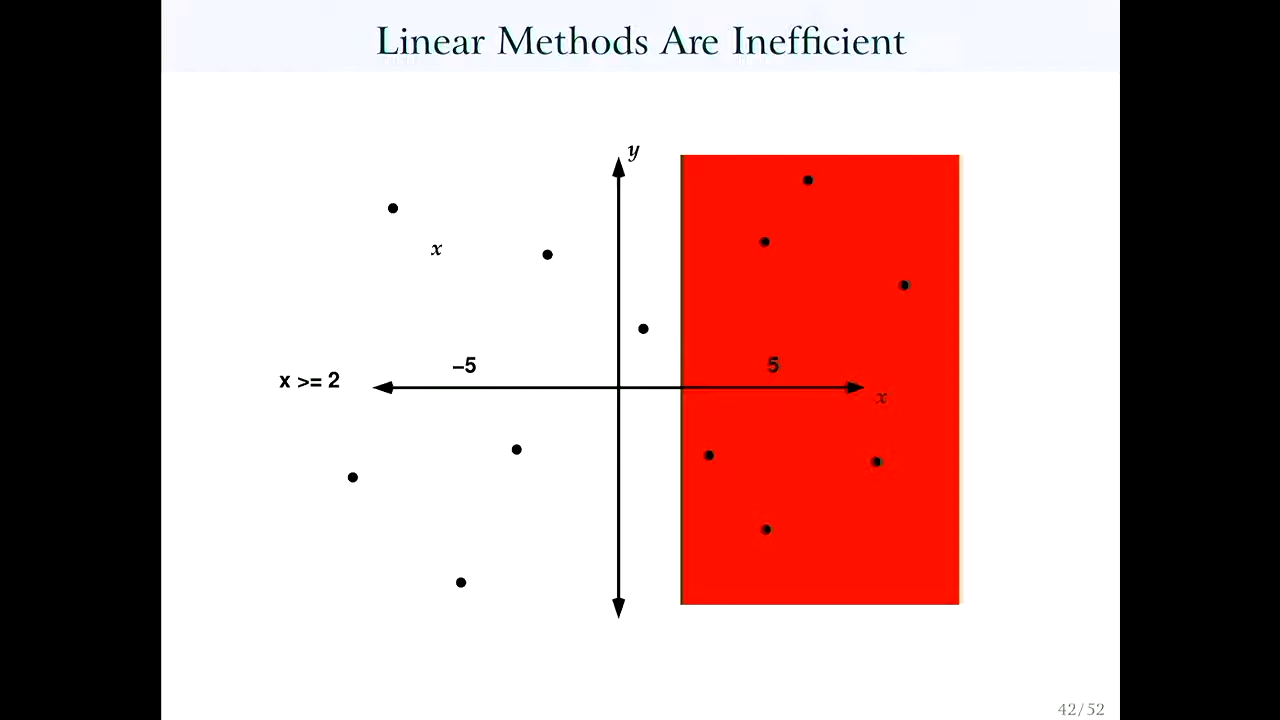 Linear Methods Are Inefficient
y
x
–5
5
x >= 2
x
42/52